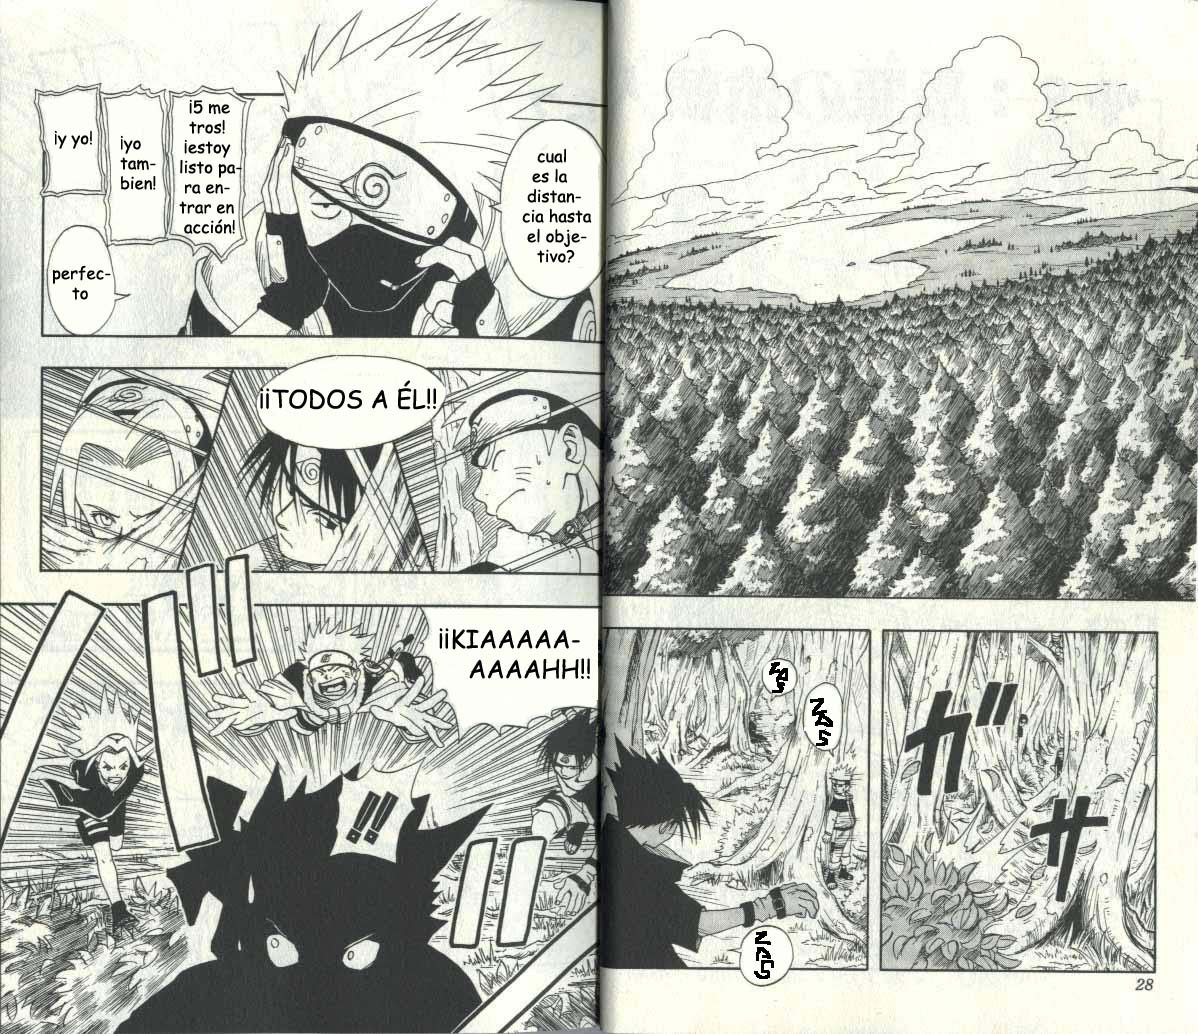 ガ
サ
ZAS
ZAS
ZAS
28
cual
es la
distan-
cia hasta
el obje-
tivo?
¡5 me
tros!
¡estoy
listo pa-
ra en-
trar en
acción!
¡yo
tam-
bien!
¡y yo!
perfec-
to
¡¡TODOS A ÉL!!
¡¡KIAAAAA-
AAAAHH!!
!!!